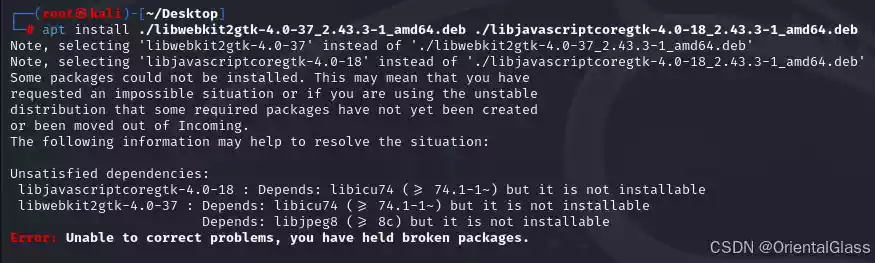 ┌──(root㉿kali)-[~/Desktop]
└─# apt install ./libwebkit2gtk-4.0-37_2.43.3-1_amd64.deb ./libjavascriptcoregtk-4.0-18_2.43.3-1_amd64.deb
Note, selecting 'libwebkit2gtk-4.0-37' instead of './libwebkit2gtk-4.0-37_2.43.3-1_amd64.deb'
Note, selecting 'libjavascriptcoregtk-4.0-18' instead of './libjavascriptcoregtk-4.0-18_2.43.3-1_amd64.deb'
Some packages could not be installed. This may mean that you have
requested an impossible situation or if you are using the unstable
distribution that some required packages have not yet been created
or been moved out of Incoming.
The following information may help to resolve the situation:

Unsatisfied dependencies:
 libjavascriptcoregtk-4.0-18 : Depends: libicu74 (≥ 74.1-1~) but it is not installable
 libwebkit2gtk-4.0-37 : Depends: libicu74 (≥ 74.1-1~) but it is not installable
                        Depends: libjpeg8 (≥ 8c) but it is not installable
Error: Unable to correct problems, you have held broken packages.
CSDN @OrientalGlass